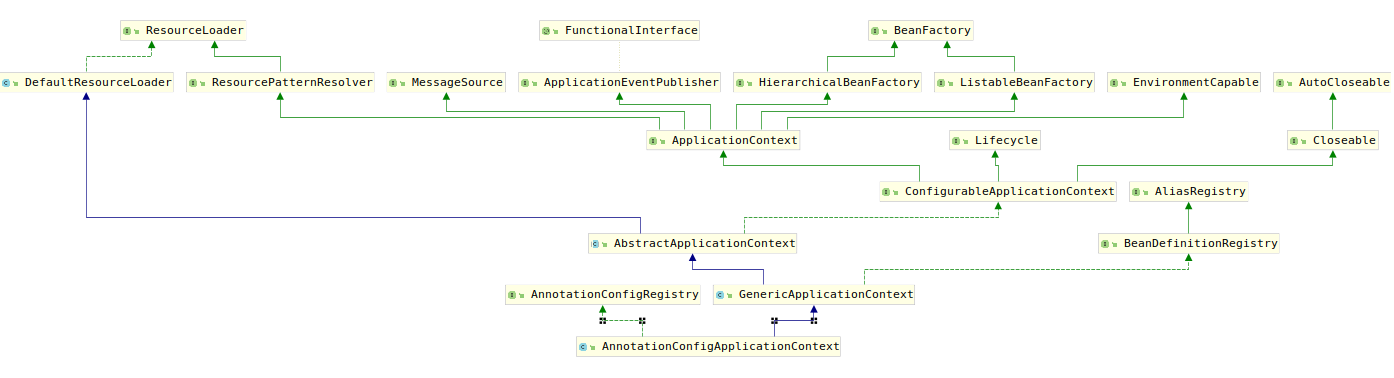 ResourceLoader
FunctionalInterface
BeanFactory
DefaultResourceLoader
ResourcePatternResolver
MessageSource
ApplicationEventPublisher
HierarchicalBeanFactory
ListableBeanFactory
EnvironmentCapable
AutoCloseable
ApplicationContext
Lifecycle
Closeable
ConfigurableApplicationContext
AliasRegistry
AbstractApplicationContext
BeanDefinitionRegistry
AnnotationConfigRegistry
GenericApplicationContext
AnnotationConfigApplicationContext